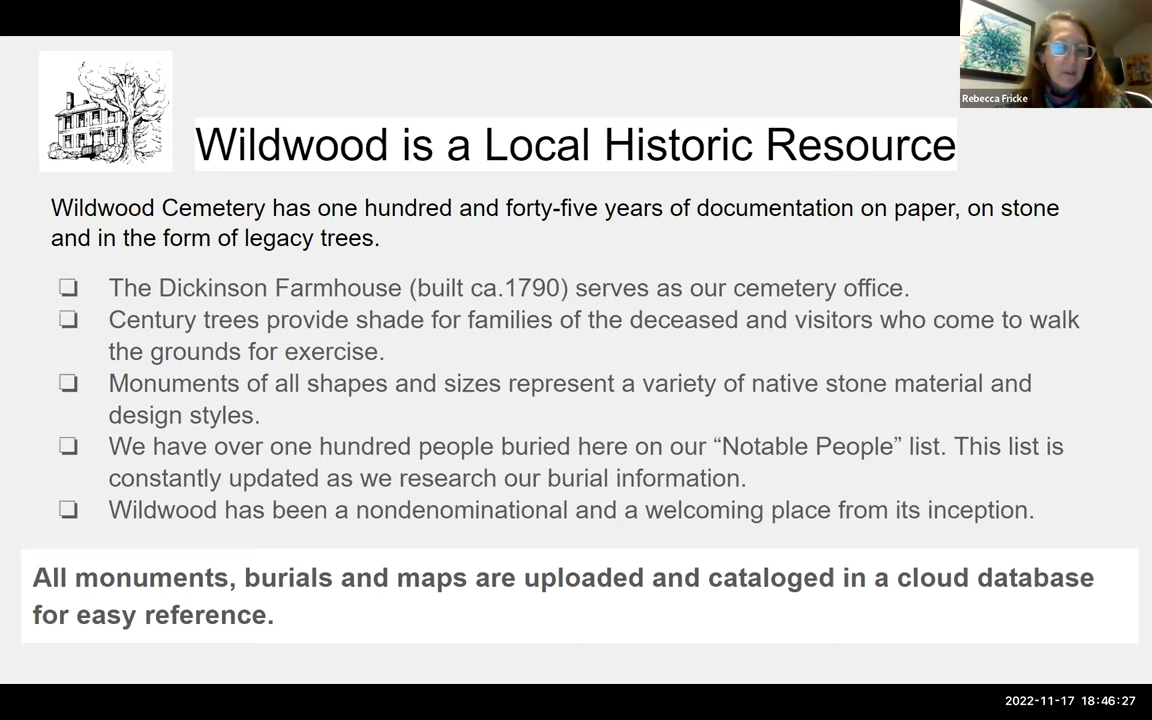 Rebecca Fricke
Wildwood is a Local Historic Resource
Wildwood Cemetery has one hundred and forty-five years of documentation on paper, on stone
and in the form of legacy trees.
❏ The Dickinson Farmhouse (built ca.1790) serves as our cemetery office.
❏ Century trees provide shade for families of the deceased and visitors who come to walk
the grounds for exercise.
❏ Monuments of all shapes and sizes represent a variety of native stone material and
design styles.
❏ We have over one hundred people buried here on our “Notable People” list. This list is
constantly updated as we research our burial information.
❏ Wildwood has been a nondenominational and a welcoming place from its inception.
All monuments, burials and maps are uploaded and cataloged in a cloud database
for easy reference.
2022-11-17 18:46:27